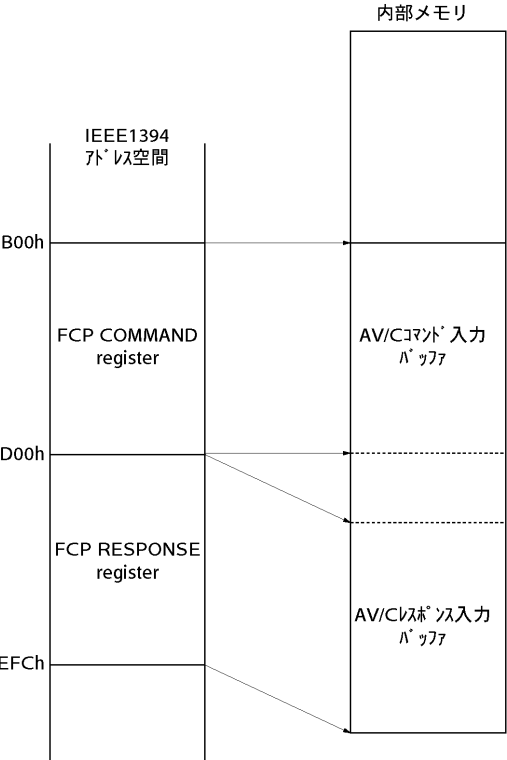 内部メモリ
IEEE1394
ｱﾄﾞﾚｽ空間
B00h
FCP COMMAND
register
AV/Cｺﾏﾝﾄﾞ入力
ﾊﾞｯﾌｧ
D00h
FCP RESPONSE
register
AV/Cﾚｽﾎﾟﾝｽ入力
ﾊﾞｯﾌｧ
EFCh